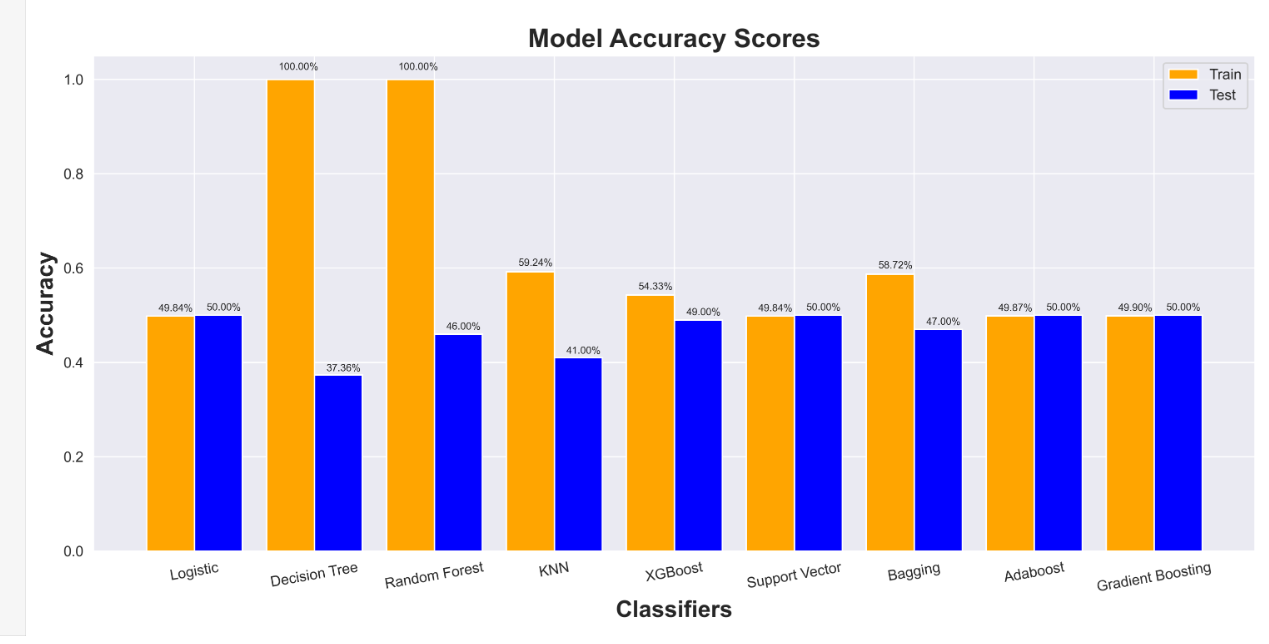 Model Accuracy Scores
Train
Test
Accuracy
1.0
0.8
0.6
0.4
0.2
0.0
49.84% 50.00%
100.00% 37.36%
100.00% 46.00%
59.24% 41.00%
54.33% 49.00%
49.84% 50.00%
58.72% 47.00%
49.87% 50.00%
49.90% 50.00%
Logistic
Decision Tree
Random Forest
KNN
XGBoost
Support Vector
Bagging
Adaboost
Gradient Boosting
Classifiers